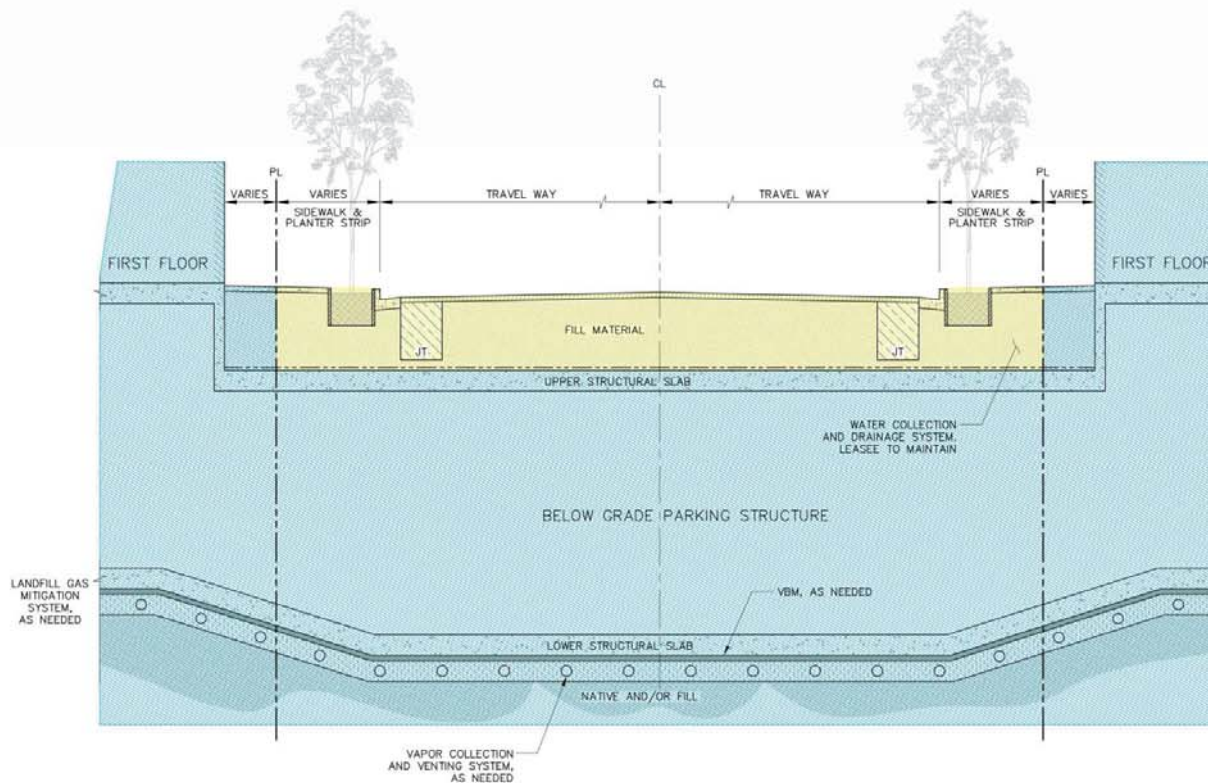 CL
PL
PL
VARIES
VARIES
TRAVEL WAY
TRAVEL WAY
VARIES
VARIES
SIDEWALK &
PLANTER STRIP
SIDEWALK &
PLANTER STRIP
FIRST FLOOR
FIRST FLOOR
FILL MATERIAL
JT
JT
UPPER STRUCTURAL SLAB
WATER COLLECTION
AND DRAINAGE SYSTEM.
LEASEE TO MAINTAIN
BELOW GRADE PARKING STRUCTURE
LANDFILL GAS
MITIGATION
SYSTEM,
AS NEEDED
VBM, AS NEEDED
LOWER STRUCTURAL SLAB
NATIVE AND/OR FILL
VAPOR COLLECTION
AND VENTING SYSTEM,
AS NEEDED